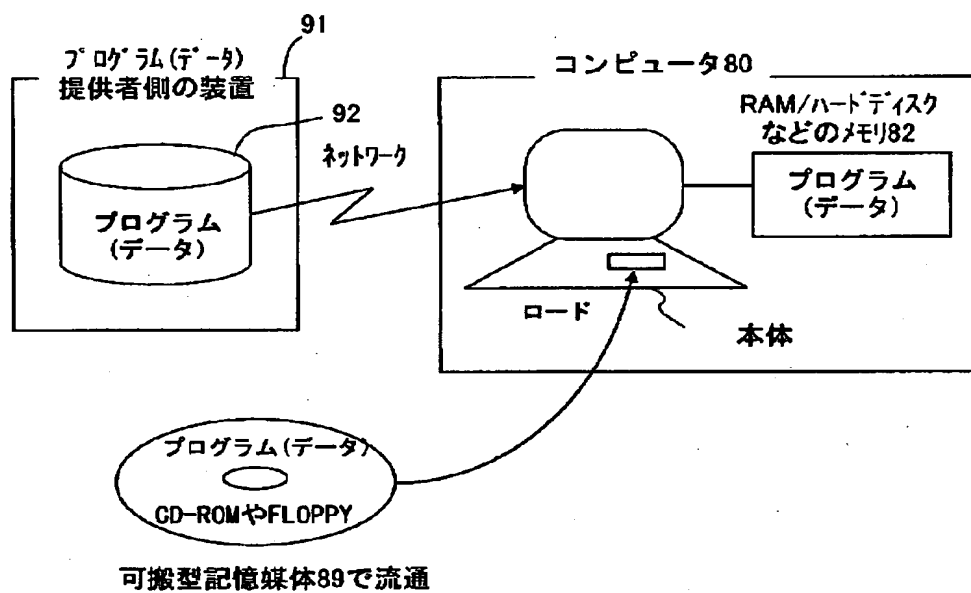 91
プログラム(データ)
提供者側の装置
92
プログラム
(データ)
ネットワーク
コンピュータ80
RAM/ハードディスク
などのメモリ82
プログラム
(データ)
ロード
本体
プログラム(データ)
CD-ROMやFLOPPY
可搬型記憶媒体89で流通